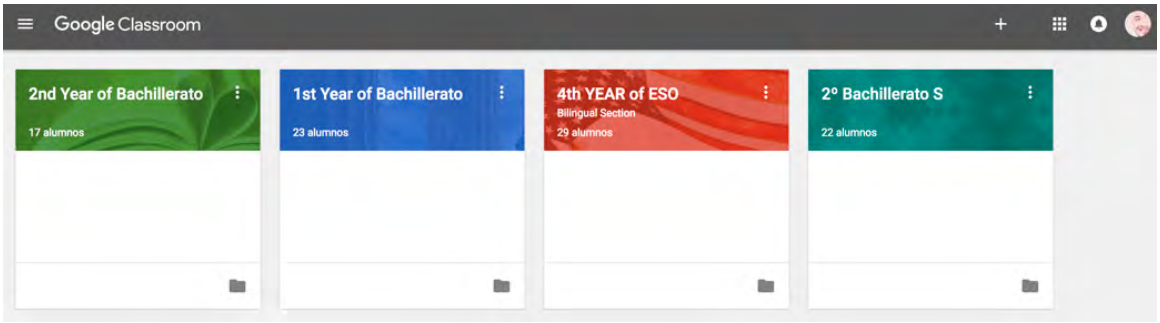 Google Classroom
2nd Year of Bachillerato
17 alumnos
1st Year of Bachillerato
23 alumnos
4th YEAR of ESO
Bilingual Section
29 alumnos
2º Bachillerato S
22 alumnos